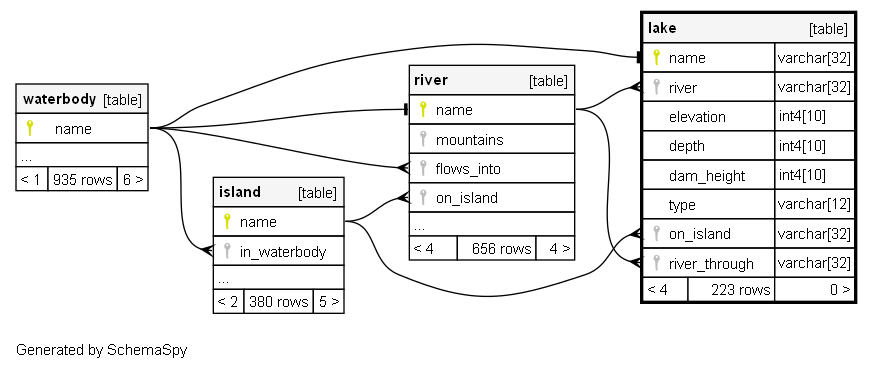 waterbody [table]
name
...
< 1 935 rows 6 >
island [table]
name
in_waterbody
...
< 2 380 rows 5 >
river [table]
name
mountains
flows_into
on_island
...
< 4 656 rows 4 >
lake [table]
name varchar[32]
river varchar[32]
elevation int4[10]
depth int4[10]
dam_height int4[10]
type varchar[12]
on_island varchar[32]
river_through varchar[32]
< 4 223 rows 0 >
Generated by SchemaSpy